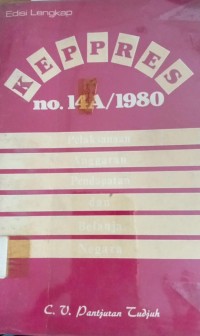 Edisi Lengkap
KEPPRES
no. 14A/1980
Pelaksanaan
Anggaran
Pendapatan
dan
Belanja
Negara
C. V. Pantjuran Tudjuh